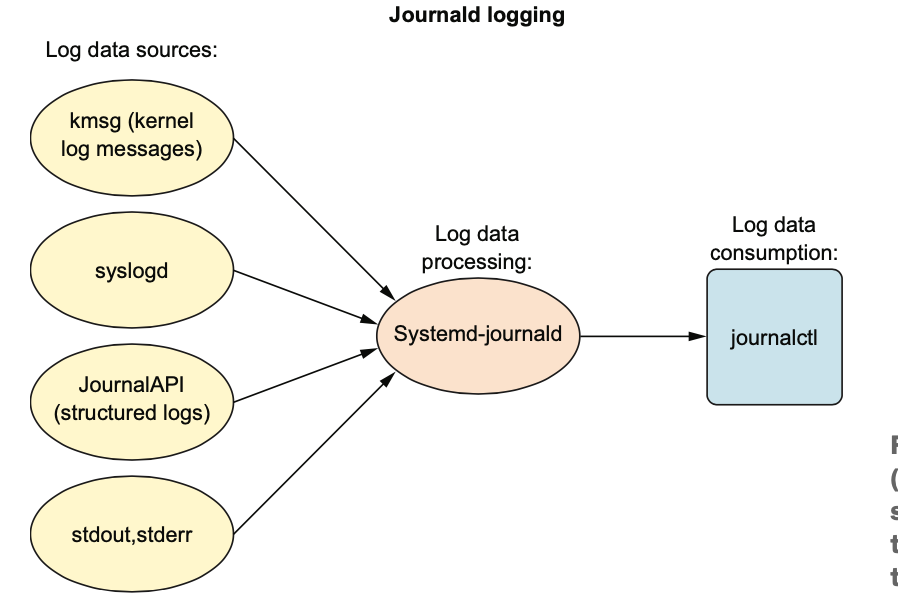 Journald logging
Log data sources:
kmsg (kernel
log messages)
syslogd
JournalAPI
(structured logs)
stdout,stderr
Log data
processing:
Systemd-journald
Log data
consumption:
journalctl